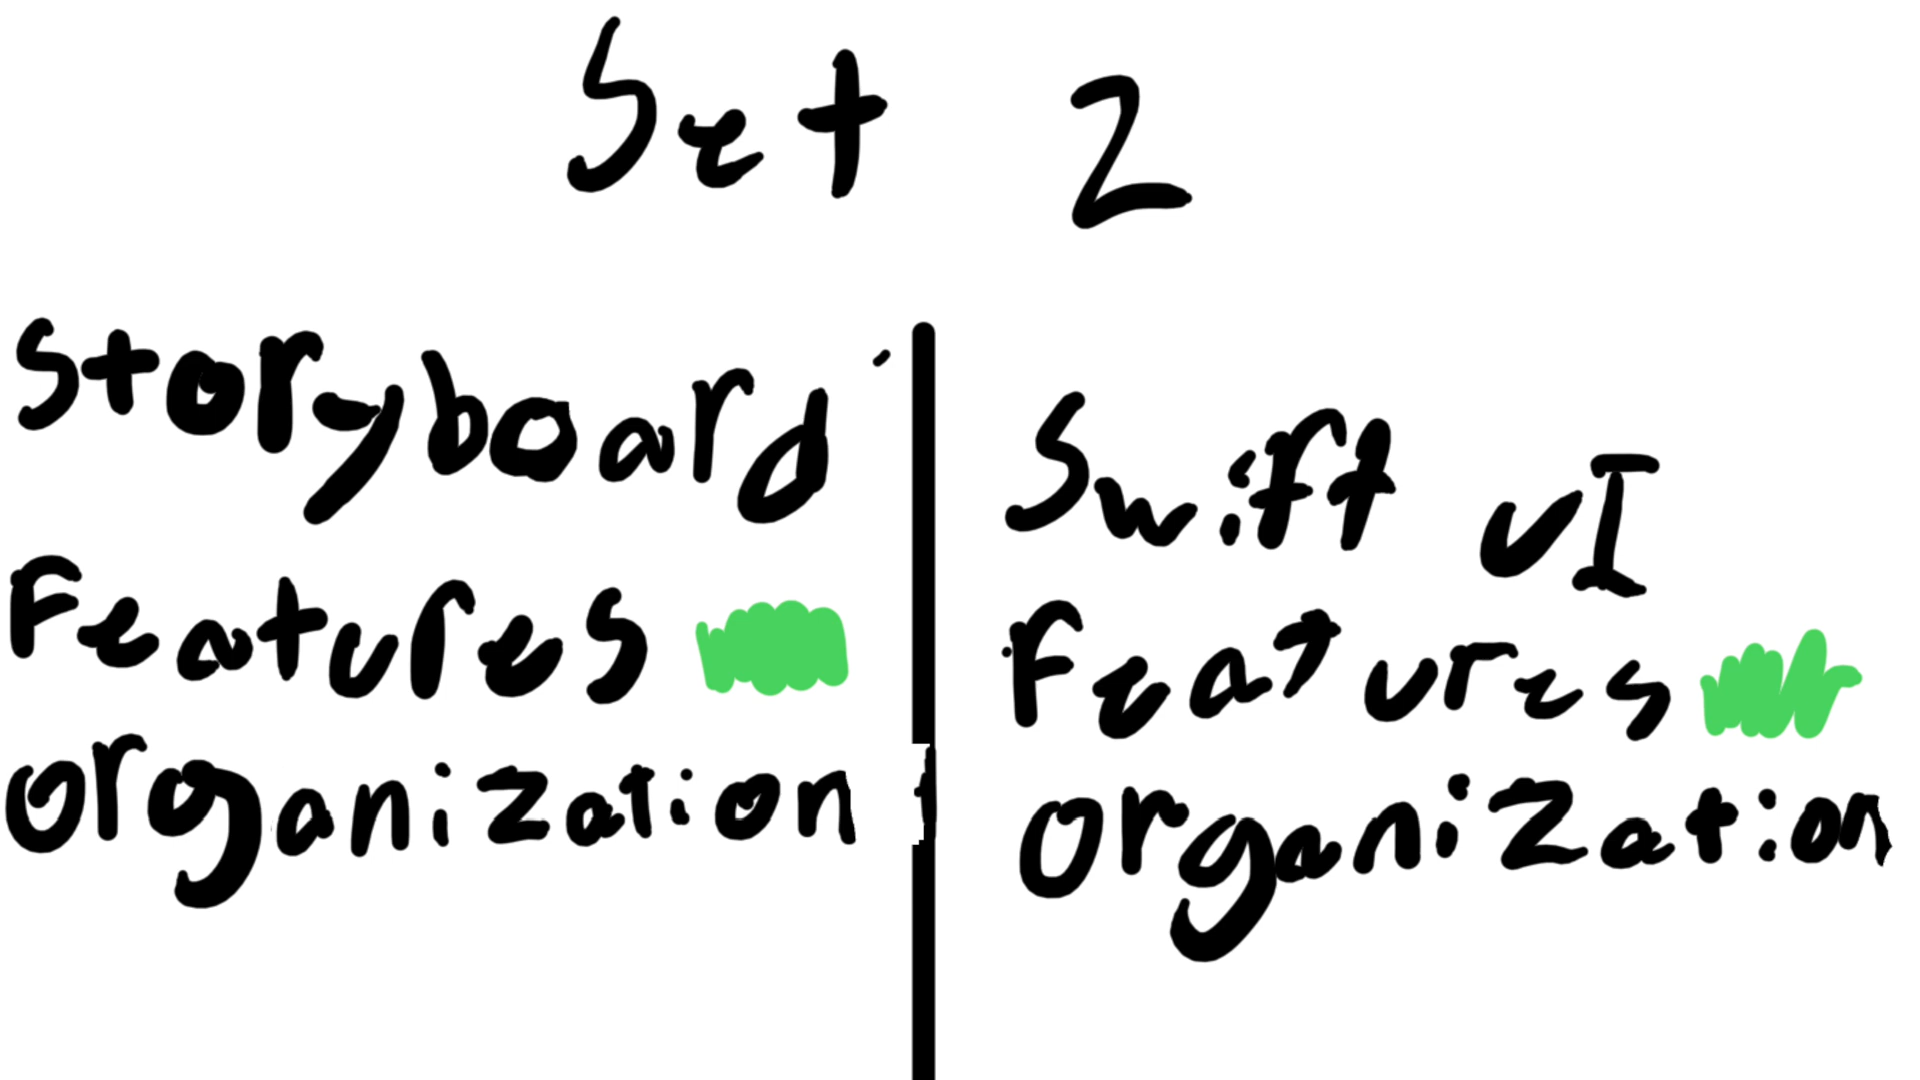 Set 2
Storyboard
Features
organization
Swift UI
Features
organization